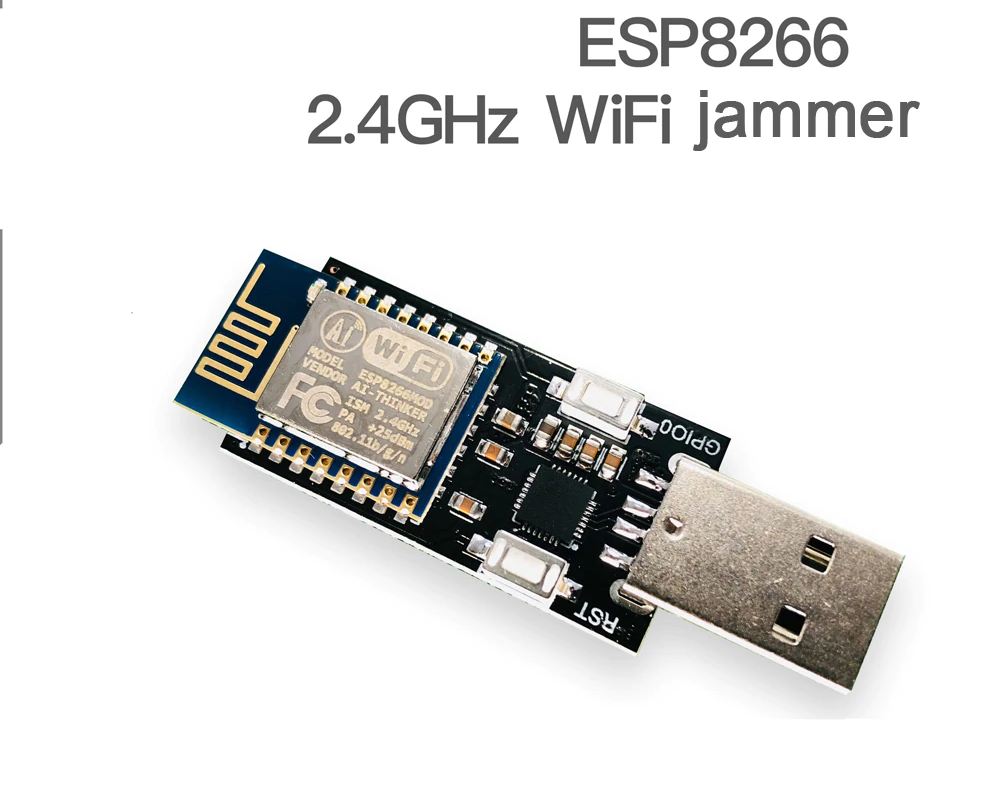 ESP8266
2.4GHz WiFi jammer
Ai
WiFi
MODEL ESP8266MOD
VENDOR AI-THINKER
FC
ISM 2.4GHz
PA +25dBm
802.11b/g/n
GPIO0
RST